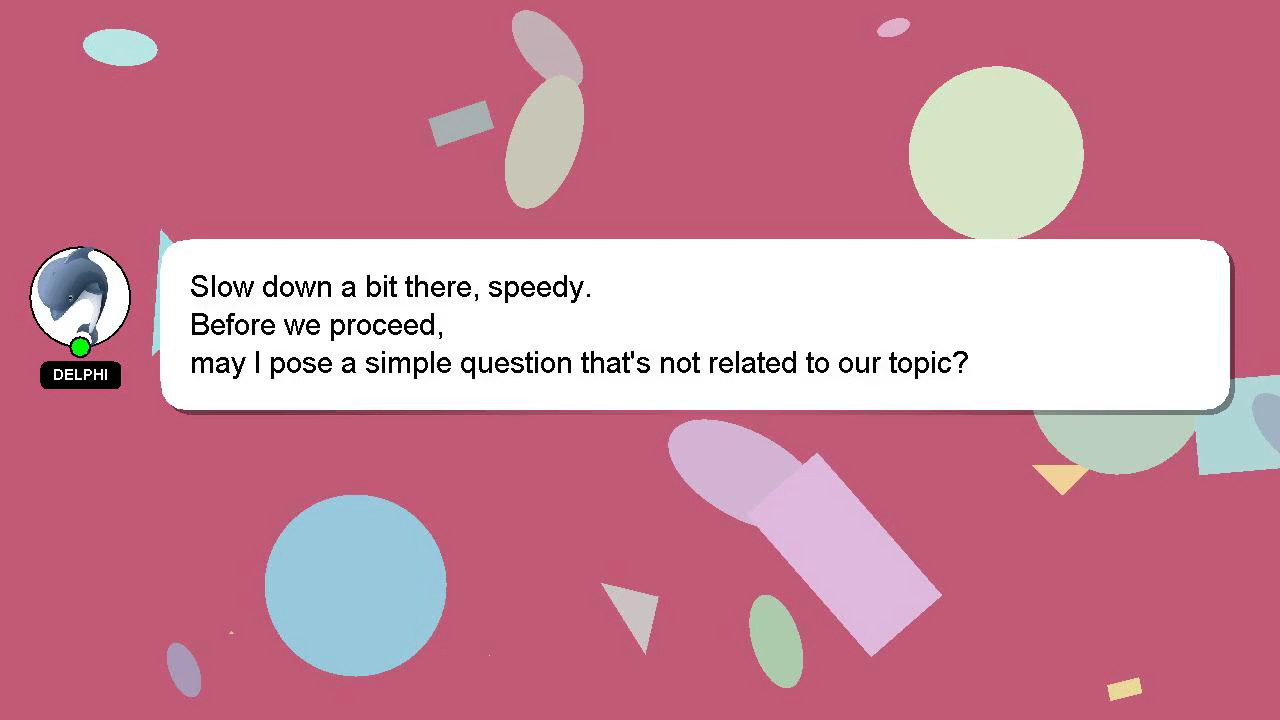 Slow down a bit there, speedy.
Before we proceed,
may I pose a simple question that's not related to our topic?
DELPHI